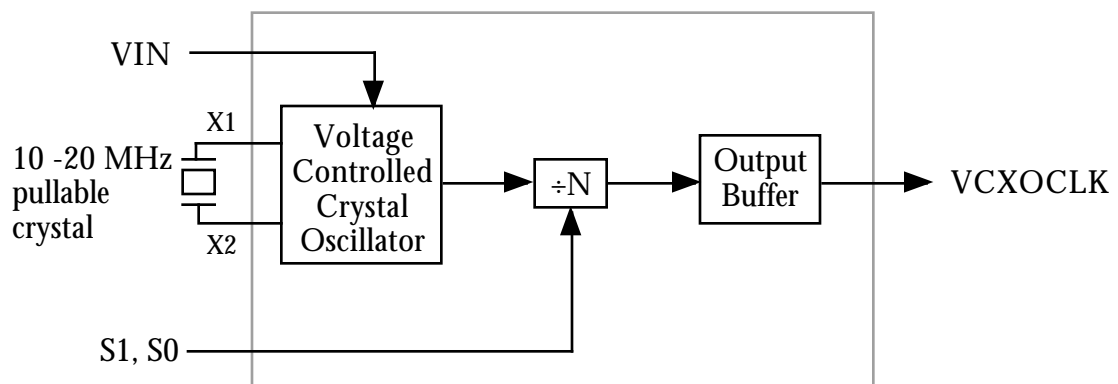 VIN
X1
10 -20 MHz
pullable
crystal
X2
Voltage
Controlled
Crystal
Oscillator
÷N
Output
Buffer
VCXOCLK
S1, S0